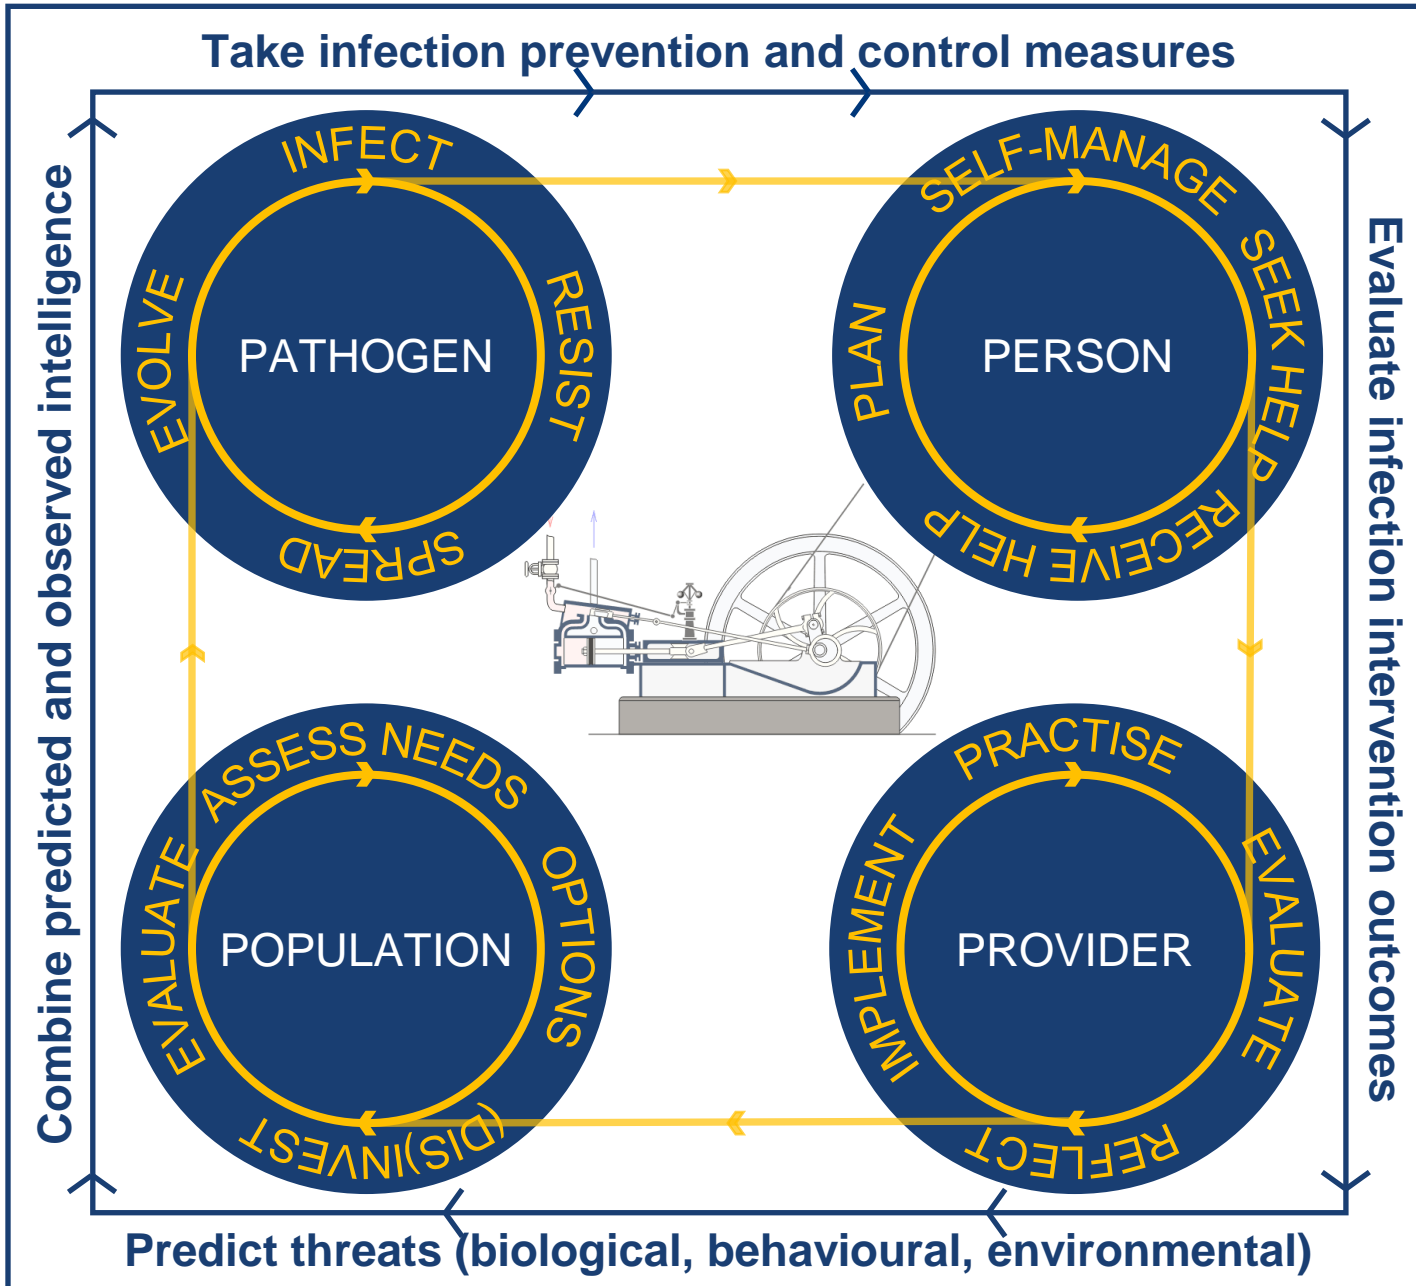 Take infection prevention and control measures
Combine predicted and observed intelligence
INFECT
RESIST
SPREAD
EVOLVE
PATHOGEN
SELF-MANAGE
SEEK HELP
RECEIVE HELP
PLAN
PERSON
Evaluate infection intervention outcomes
ASSESS NEEDS
OPTIONS
(DIS)INVEST
EVALUATE
POPULATION
PRACTISE
EVALUATE
REFLECT
IMPLEMENT
PROVIDER
Predict threats (biological, behavioural, environmental)